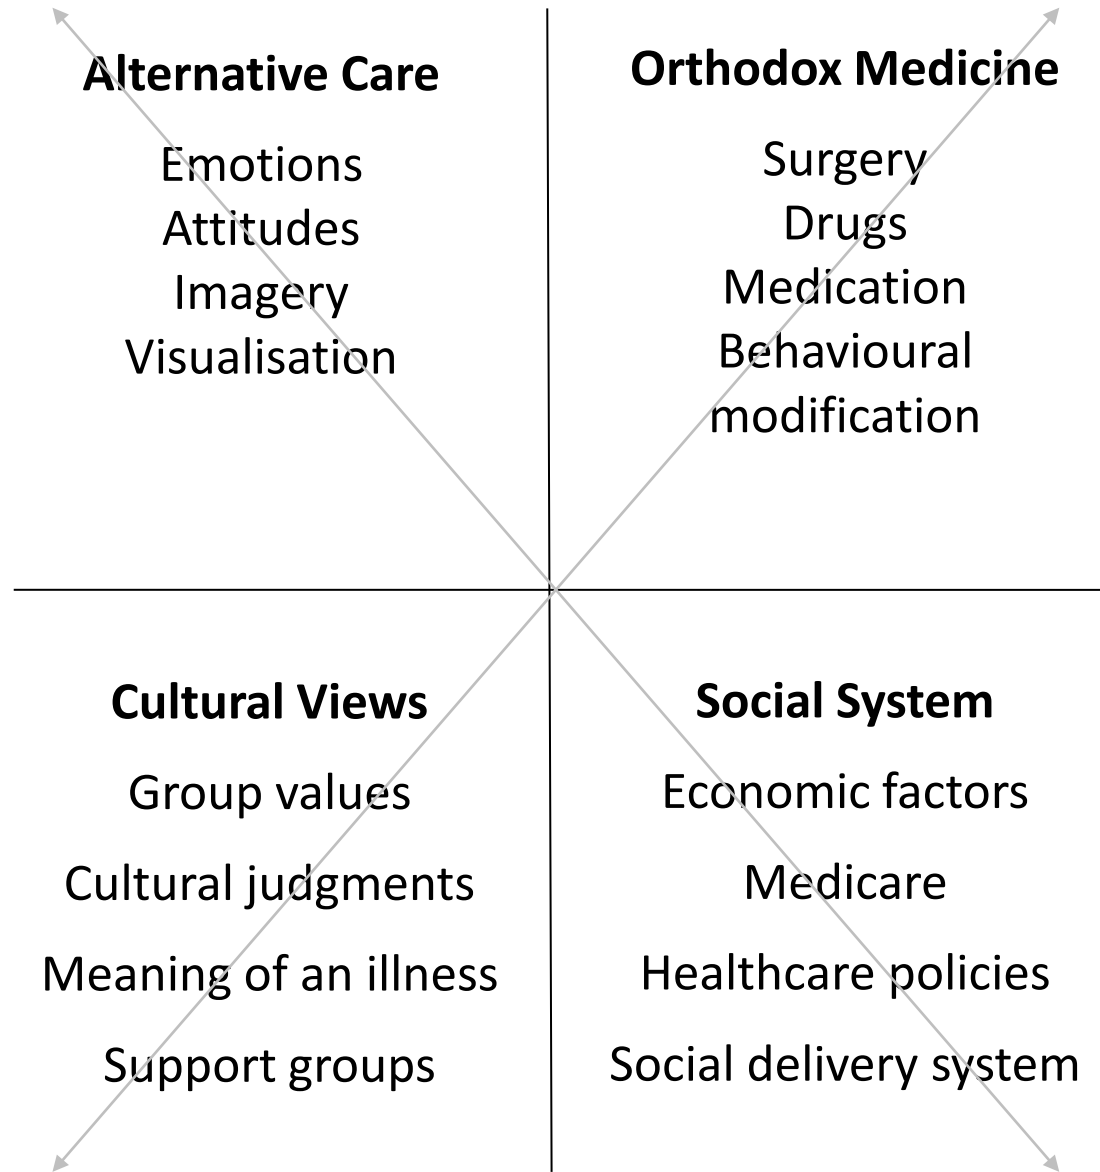 Alternative Care
Emotions
Attitudes
Imagery
Visualisation
Orthodox Medicine
Surgery
Drugs
Medication
Behavioural
modification
Cultural Views
Group values
Cultural judgments
Meaning of an illness
Support groups
Social System
Economic factors
Medicare
Healthcare policies
Social delivery system